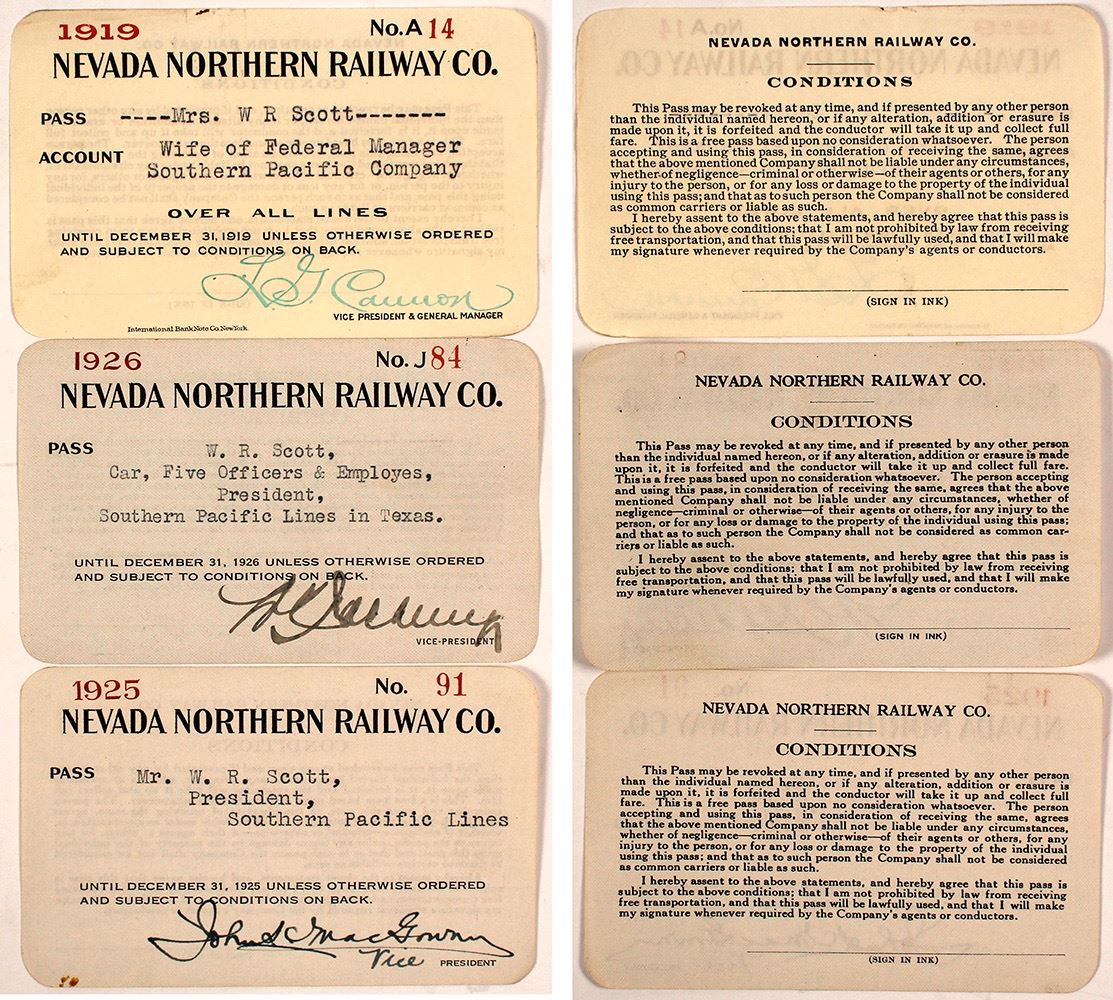 1919 No. A 14
NEVADA NORTHERN RAILWAY CO.
PASS ----Mrs. W R Scott-------
ACCOUNT Wife of Federal Manager
Southern Pacific Company
OVER ALL LINES
UNTIL DECEMBER 31, 1919 UNLESS OTHERWISE ORDERED
AND SUBJECT TO CONDITIONS ON BACK.
L G Cannon
VICE PRESIDENT & GENERAL MANAGER
International Bank Note Co. New York.
NEVADA NORTHERN RAILWAY CO.
CONDITIONS
This Pass may be revoked at any time, and if presented by any other person
than the individual named hereon, or if any alteration, addition or erasure is
made upon it, it is forfeited and the conductor will take it up and collect full
fare. This is a free pass based upon no consideration whatsoever. The person
accepting and using this pass, in consideration of receiving the same, agrees
that the above mentioned Company shall not be liable under any circumstances,
whether of negligence—criminal or otherwise—of their agents or others, for any
injury to the person, or for any loss or damage to the property of the individual
using this pass; and that as to such person the Company shall not be considered
as common carriers or liable as such.
I hereby assent to the above statements, and hereby agree that this pass is
subject to the above conditions; that I am not prohibited by law from receiving
free transportation, and that this pass will be lawfully used, and that I will make
my signature whenever required by the Company's agents or conductors.
(SIGN IN INK)
1926 No. J 84
NEVADA NORTHERN RAILWAY CO.
PASS W. R. Scott,
Car, Five Officers & Employes,
President,
Southern Pacific Lines in Texas.
UNTIL DECEMBER 31, 1926 UNLESS OTHERWISE ORDERED
AND SUBJECT TO CONDITIONS ON BACK.
VICE-PRESIDENT
NEVADA NORTHERN RAILWAY CO.
CONDITIONS
This Pass may be revoked at any time, and if presented by any other person
than the individual named hereon, or if any alteration, addition or erasure is made
upon it, it is forfeited and the conductor will take it up and collect full fare.
This is a free pass based upon no consideration whatsoever. The person accepting
and using this pass, in consideration of receiving the same, agrees that the above
mentioned Company shall not be liable under any circumstances, whether of
negligence—criminal or otherwise—of their agents or others, for any injury to the
person, or for any loss or damage to the property of the individual using this pass;
and that as to such person the Company shall not be considered as common car-
riers or liable as such.
I hereby assent to the above statements, and hereby agree that this pass is
subject to the above conditions; that I am not prohibited by law from receiving
free transportation, and that this pass will be lawfully used, and that I will make
my signature whenever required by the Company's agents or conductors.
(SIGN IN INK)
1925 No. 91
NEVADA NORTHERN RAILWAY CO.
PASS Mr. W. R. Scott,
President,
Southern Pacific Lines
UNTIL DECEMBER 31, 1925 UNLESS OTHERWISE ORDERED
AND SUBJECT TO CONDITIONS ON BACK.
John S MacGowan
Vice PRESIDENT
NEVADA NORTHERN RAILWAY CO.
CONDITIONS
This Pass may be revoked at any time, and if presented by any other person
than the individual named hereon, or if any alteration, addition or erasure is
made upon it, it is forfeited and the conductor will take it up and collect full
fare. This is a free pass based upon no consideration whatsoever. The person
accepting and using this pass, in consideration of receiving the same, agrees
that the above mentioned Company shall not be liable under any circumstances,
whether of negligence—criminal or otherwise—of their agents or others, for any
injury to the person, or for any loss or damage to the property of the individual
using this pass; and that as to such person the Company shall not be considered
as common carriers or liable as such.
I hereby assent to the above statements, and hereby agree that this pass is
subject to the above conditions; that I am not prohibited by law from receiving
free transportation, and that this pass will be lawfully used, and that I will make
my signature whenever required by the Company's agents or conductors.
(SIGN IN INK)